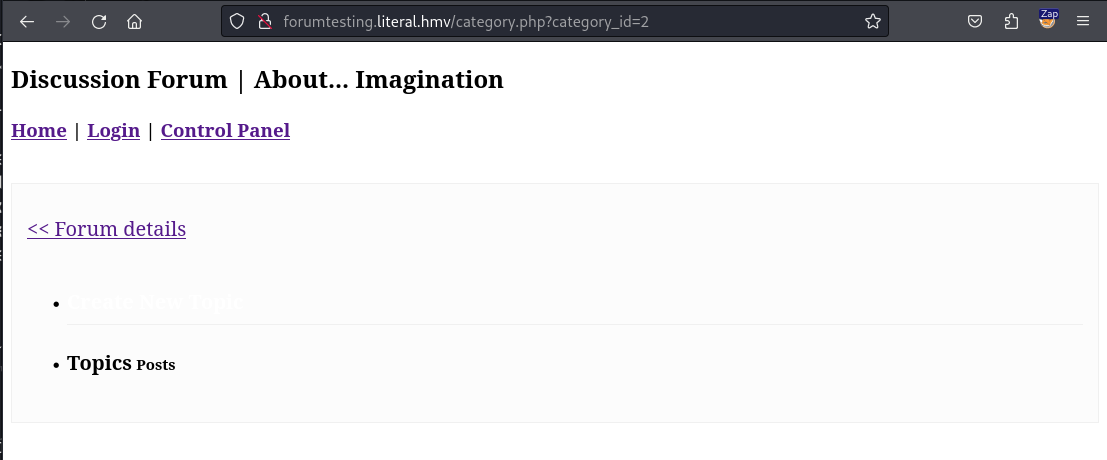 Zap
forumtesting.literal.hmv/category.php?category_id=2
Discussion Forum | About... Imagination
Home | Login | Control Panel
<< Forum details
Create New Topic
Topics Posts